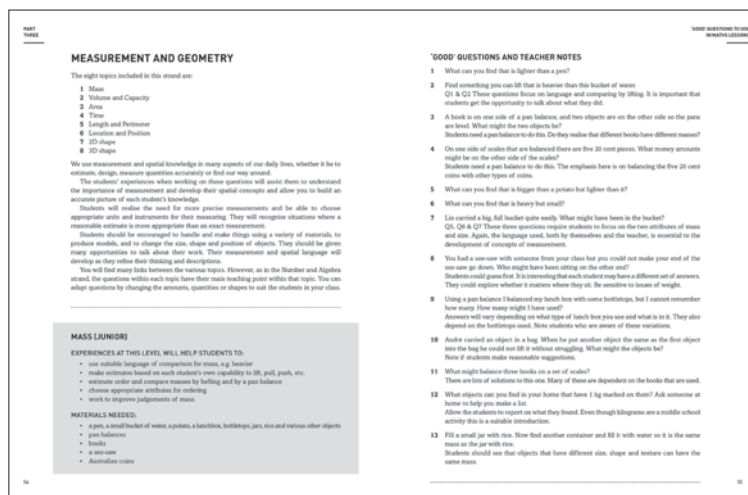 PART
THREE
MEASUREMENT AND GEOMETRY
The eight topics included in this strand are:
1 Mass
2 Volume and Capacity
3 Area
4 Time
5 Length and Perimeter
6 Location and Position
7 2D shape
8 3D shape.
We use measurement and spatial knowledge in many aspects of our daily lives, whether it be to
estimate, design, measure quantities accurately or find our way around.
The students' experiences when working on these questions will assist them to understand
the importance of measurement and develop their spatial concepts and allow you to build an
accurate picture of each student's knowledge.
Students will realise the need for more precise measurements and be able to choose
appropriate units and instruments for their measuring. They will recognise situations where a
reasonable estimate is more appropriate than an exact measurement.
Students should be encouraged to handle and make things using a variety of materials, to
produce models, and to change the size, shape and position of objects. They should be given
many opportunities to talk about their work. Their measurement and spatial language will
develop as they refine their thinking and descriptions.
You will find many links between the various topics. However, as in the Number and Algebra
strand, the questions within each topic have their main teaching point within that topic. You can
adapt questions by changing the amounts, quantities or shapes to suit the students in your class.
MASS (JUNIOR)
EXPERIENCES AT THIS LEVEL WILL HELP STUDENTS TO:
• use suitable language of comparison for mass, e.g. heavier
• make estimates based on each student's own capability to lift, pull, push, etc.
• estimate order and compare masses by hefting and by a pan balance
• choose appropriate attributes for ordering
• work to improve judgements of mass.
MATERIALS NEEDED:
• a pen, a small bucket of water, a potato, a lunchbox, bottletops, jars, rice and various other objects
• pan balances
• books
• a see-saw
• Australian coins
54
'GOOD' QUESTIONS TO USE
IN MATHS LESSONS
'GOOD' QUESTIONS AND TEACHER NOTES
1 What can you find that is lighter than a pen?
2 Find something you can lift that is heavier than this bucket of water.
Q1 & Q2 These questions focus on language and comparing by lifting. It is important that
students get the opportunity to talk about what they did.
3 A book is on one side of a pan balance, and two objects are on the other so the pans
are level. What might the two objects be?
Students need a pan balance to do this. Do they realise that different books have different masses?
4 On one side of scales that are balanced there are five 20 cent pieces. What money amounts
might be on the other side of the scales?
Students need a pan balance to do this. The emphasis here is on balancing the five 20 cent
coins with other types of coins.
5 What can you find that is bigger than a potato but lighter than it?
6 What can you find that is heavy but small?
7 Lin carried a big, full bucket quite easily. What might have been in the bucket?
Q5, Q6 & Q7 These three questions require students to focus on the two attributes of mass
and size. Again, the language used, both by themselves and the teacher, is essential to the
development of concepts of measurement.
8 You had a see-saw with someone from your class but you could not make your end of the
see-saw go down. Who might have been sitting on the other end?
Students could guess first. It is interesting that each student may have a different set of answers.
They could explore whether it matters where they sit. Be sensitive to issues of weight.
9 Using a pan balance I balanced my lunch box with some bottletops, but I cannot remember
how many. How many might I have used?
Answers will vary depending on what type of lunch box you use and what is in it. They also
depend on the bottletops used. Note students who are aware of these variations.
10 André carried an object in a bag. When he put another object the same as the first object
into the bag he could not lift it without struggling. What might the objects be?
Note if students make reasonable suggestions.
11 What might balance three books on a set of scales?
There are lots of solutions to this one. Many of these are dependent on the books that are used.
12 What objects can you find in your home that have 1 kg marked on them? Ask someone at
home to help you make a list.
Allow the students to report on what they found. Even though kilograms are a middle school
activity this is a suitable introduction.
13 Fill a small jar with rice. Now find another container and fill it with water so it is the same
mass as the jar with rice.
Students should see that objects that have different size, shape and texture can have the
same mass.
55